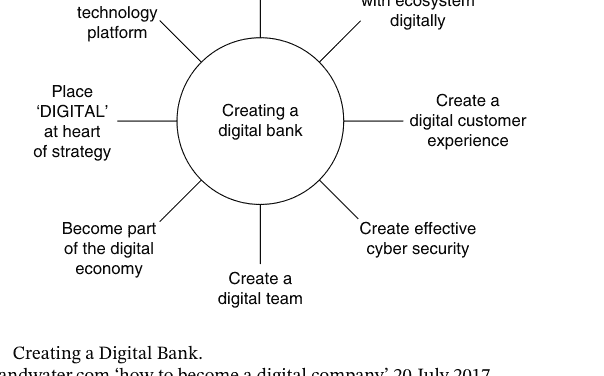 technology
platform
with ecosystem
digitally
Place
‘DIGITAL’
at heart
of strategy
Creating a
digital bank
Create a
digital customer
experience
Become part
of the digital
economy
Create effective
cyber security
Create a
digital team
Creating a Digital Bank.
andwater.com ‘how to become a digital company’ 20 July 2017